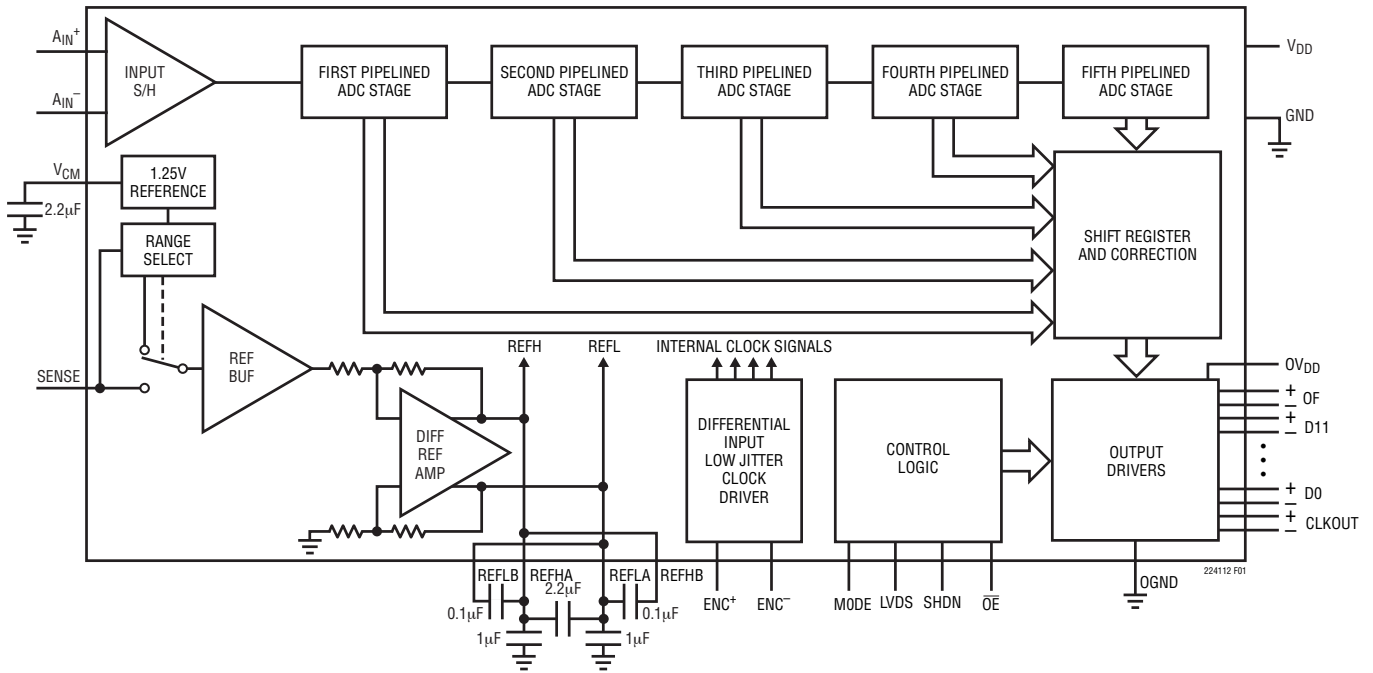 AIN+
AIN−
INPUT
S/H
FIRST PIPELINED
ADC STAGE
SECOND PIPELINED
ADC STAGE
THIRD PIPELINED
ADC STAGE
FOURTH PIPELINED
ADC STAGE
FIFTH PIPELINED
ADC STAGE
VDD
GND
VCM
2.2μF
1.25V
REFERENCE
RANGE
SELECT
SHIFT REGISTER
AND CORRECTION
SENSE
REF
BUF
DIFF
REF
AMP
REFH
REFL
INTERNAL CLOCK SIGNALS
DIFFERENTIAL
INPUT
LOW JITTER
CLOCK
DRIVER
CONTROL
LOGIC
OUTPUT
DRIVERS
OVDD
+
− OF
+
− D11
+ D0
−
+ CLKOUT
−
224112 F01
OGND
REFLB
REFHA
REFLA
REFHB
2.2μF
0.1μF
0.1μF
1μF
1μF
ENC+
ENC−
MODE
LVDS
SHDN
O̅E̅